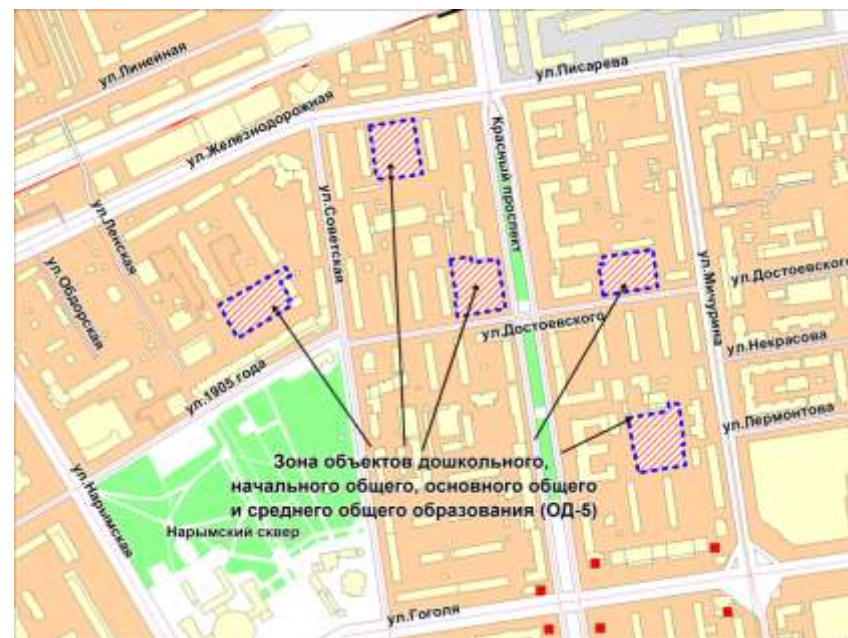 ул.Линейная
ул.Писарева
ул.Железнодорожная
Красный проспект
ул.Ленская
ул.Советская
ул.Обдорская
ул.Мичурина
ул.Достоевского
ул.Достоевского
ул.Некрасова
ул.1905 года
ул.Лермонтова
Зона объектов дошкольного,
начального общего, основного общего
и среднего общего образования (ОД-5)
ул.Нарымская
Нарымский сквер
ул.Гоголя